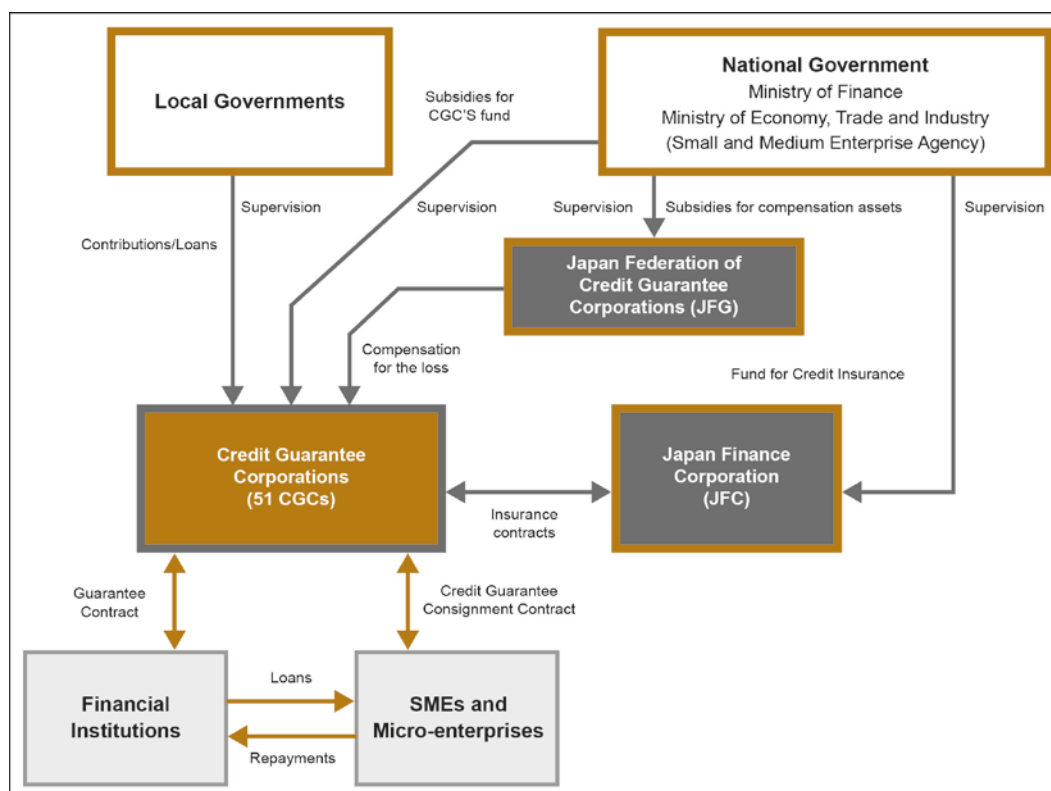 Local Governments
National Government
Ministry of Finance
Ministry of Economy, Trade and Industry
(Small and Medium Enterprise Agency)
Subsidies for
CGC'S fund
Supervision
Supervision
Supervision
Subsidies for compensation assets
Supervision
Contributions/Loans
Japan Federation of
Credit Guarantee
Corporations (JFG)
Compensation
for the loss
Fund for Credit Insurance
Credit Guarantee
Corporations
(51 CGCs)
Japan Finance
Corporation
(JFC)
Insurance
contracts
Guarantee
Contract
Credit Guarantee
Consignment Contract
Financial
Institutions
Loans
Repayments
SMEs and
Micro-enterprises